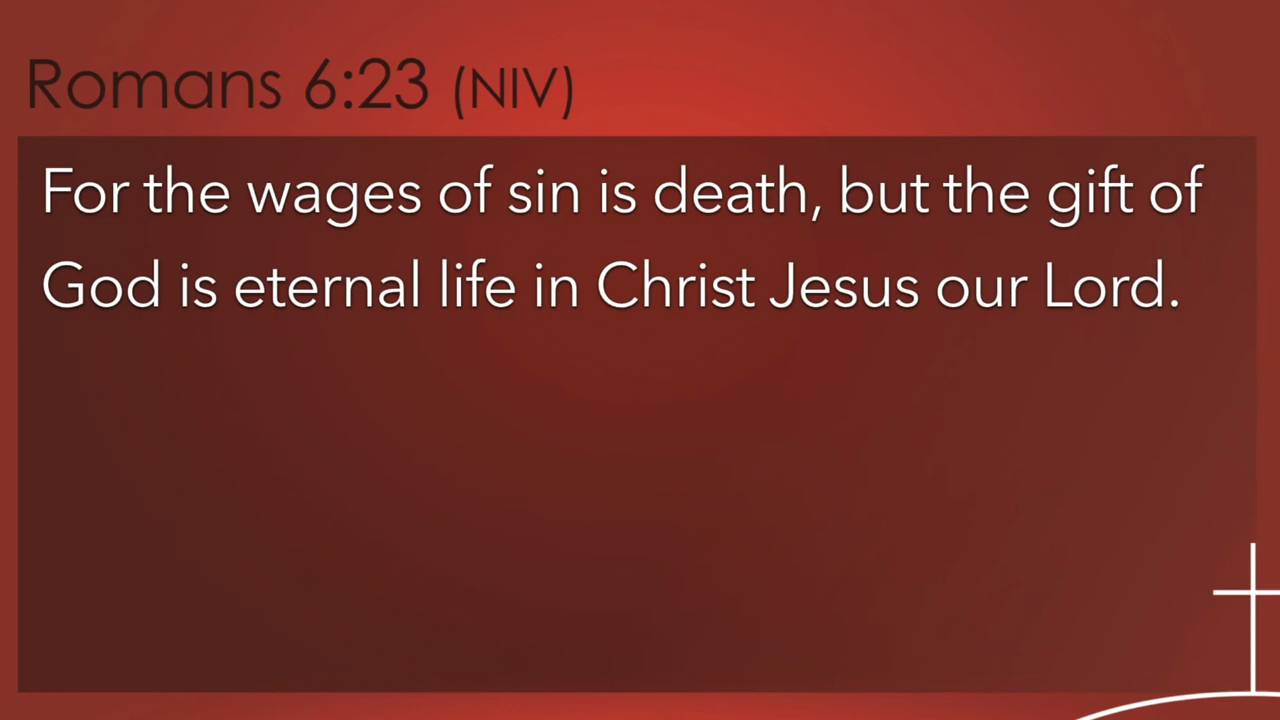 Romans 6:23 (NIV)
For the wages of sin is death, but the gift of
God is eternal life in Christ Jesus our Lord.